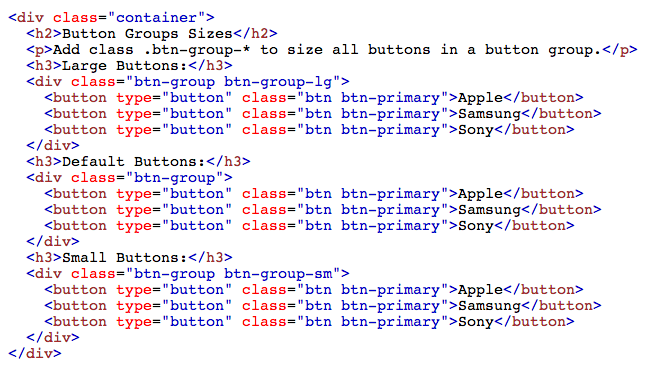 <div class="container">
  <h2>Button Groups Sizes</h2>
  <p>Add class .btn-group-* to size all buttons in a button group.</p>
  <h3>Large Buttons:</h3>
  <div class="btn-group btn-group-lg">
    <button type="button" class="btn btn-primary">Apple</button>
    <button type="button" class="btn btn-primary">Samsung</button>
    <button type="button" class="btn btn-primary">Sony</button>
  </div>
  <h3>Default Buttons:</h3>
  <div class="btn-group">
    <button type="button" class="btn btn-primary">Apple</button>
    <button type="button" class="btn btn-primary">Samsung</button>
    <button type="button" class="btn btn-primary">Sony</button>
  </div>
  <h3>Small Buttons:</h3>
  <div class="btn-group btn-group-sm">
    <button type="button" class="btn btn-primary">Apple</button>
    <button type="button" class="btn btn-primary">Samsung</button>
    <button type="button" class="btn btn-primary">Sony</button>
  </div>
</div>